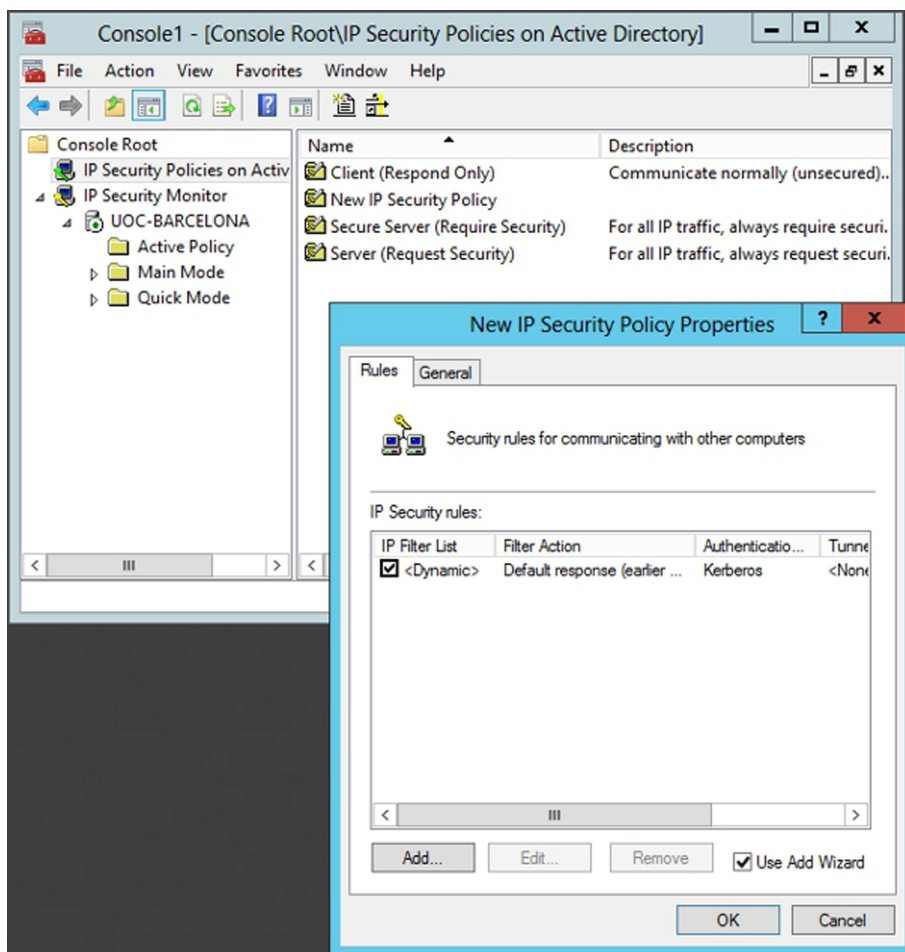 Console1 - [Console Root\IP Security Policies on Active Directory]
File Action View Favorites Window Help
Console Root
IP Security Policies on Activ
IP Security Monitor
UOC-BARCELONA
Active Policy
Main Mode
Quick Mode
Name Description
Client (Respond Only) Communicate normally (unsecured)..
New IP Security Policy
Secure Server (Require Security) For all IP traffic, always require securi.
Server (Request Security) For all IP traffic, always request securi.
New IP Security Policy Properties
Rules General
Security rules for communicating with other computers
IP Security rules:
IP Filter List Filter Action Authenticatio... Tunne
<Dynamic> Default response (earlier ... Kerberos <None
Add... Edit... Remove Use Add Wizard
OK Cancel